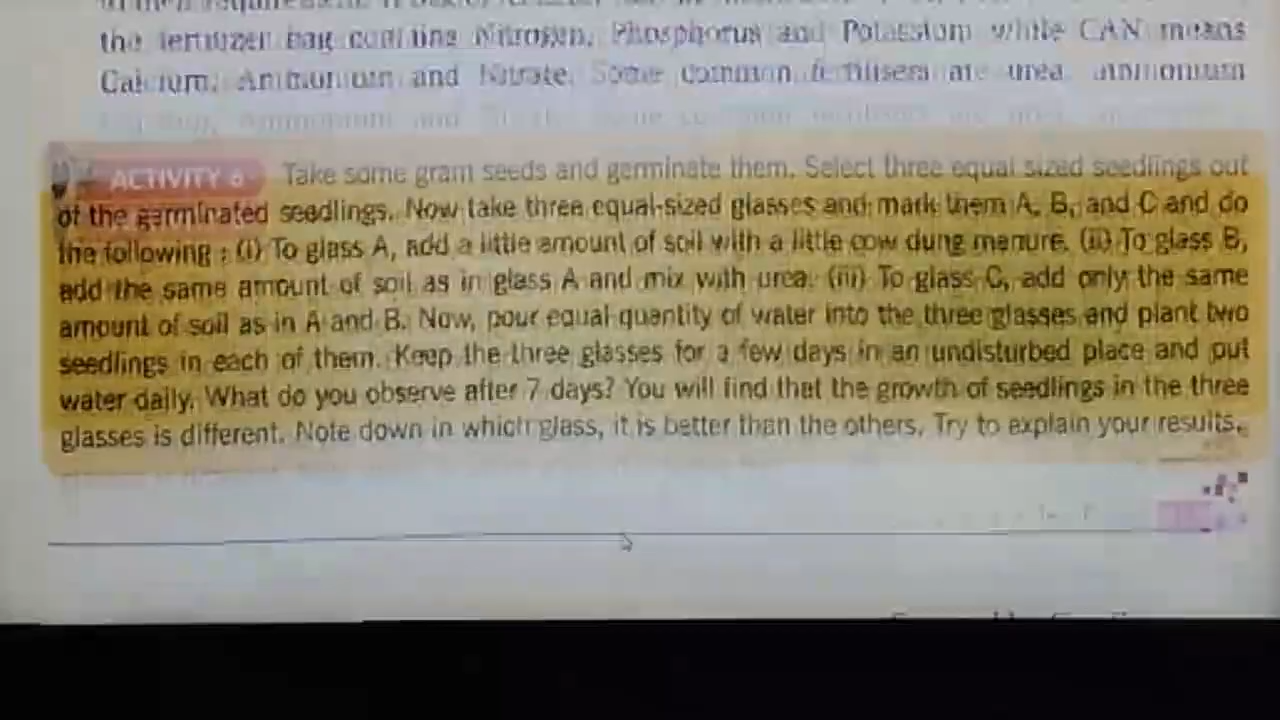 the fertilizer bag contains Nitrogen, Phosphorus and Potassium while CAN means
Calcium, Ammonium and Nitrate. Some common fertilisers are urea, ammonium
ACTIVITY Take some gram seeds and germinate them. Select three equal sized seedlings out
of the germinated seedlings. Now take three equal-sized glasses and mark them A, B, and C and do
the following : (i) To glass A, add a little amount of soil with a little cow dung manure. (ii) To glass B,
add the same amount of soil as in glass A and mix with urea. (iii) To glass C, add only the same
amount of soil as in A and B. Now, pour equal quantity of water into the three glasses and plant two
seedlings in each of them. Keep the three glasses for a few days in an undisturbed place and put
water daily. What do you observe after 7 days? You will find that the growth of seedlings in the three
glasses is different. Note down in which glass, it is better than the others. Try to explain your results.